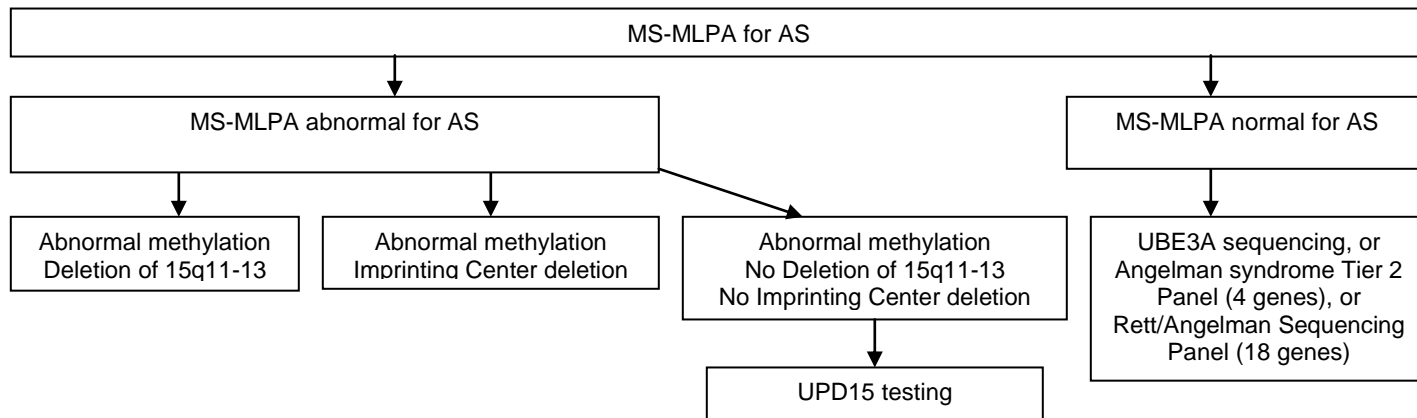 MS-MLPA for AS
MS-MLPA abnormal for AS
MS-MLPA normal for AS
Abnormal methylation
Deletion of 15q11-13
Abnormal methylation
Imprinting Center deletion
Abnormal methylation
No Deletion of 15q11-13
No Imprinting Center deletion
UBE3A sequencing, or
Angelman syndrome Tier 2
Panel (4 genes), or
Rett/Angelman Sequencing
Panel (18 genes)
UPD15 testing